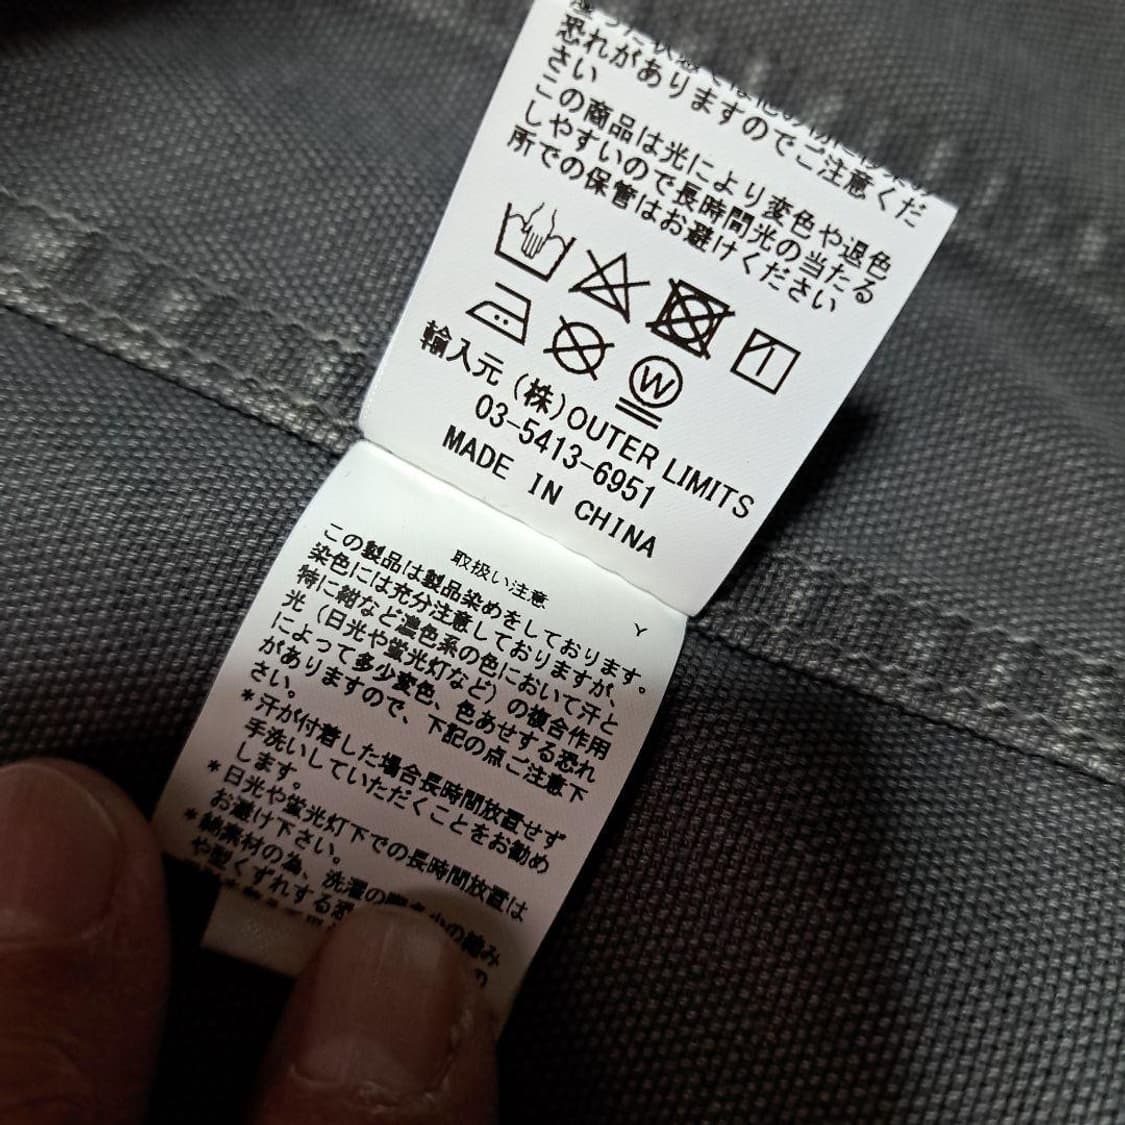 恐れがありますのでご注意くだ
さい
この商品は光により変色や退色
しやすいので長時間光の当たる
所での保管はお避けください
W
輸入元 (株)OUTER LIMITS
03-5413-6951
MADE IN CHINA
取扱い注意
Y
この製品は製品染めをしております。
染色には充分注意しておりますが、
特に紺など濃色系の色において汗と
光(日光や蛍光灯など)の複合作用
によって多少変色、色あせする恐れ
がありますので、下記の点ご注意下
さい。
*汗が付着した場合長時間放置せず
手洗いしていただくことをお勧め
します。
*日光や蛍光灯下での長時間放置は
お避け下さい。
*綿素材の為、洗濯の際多少の縮み
や型くずれする恐